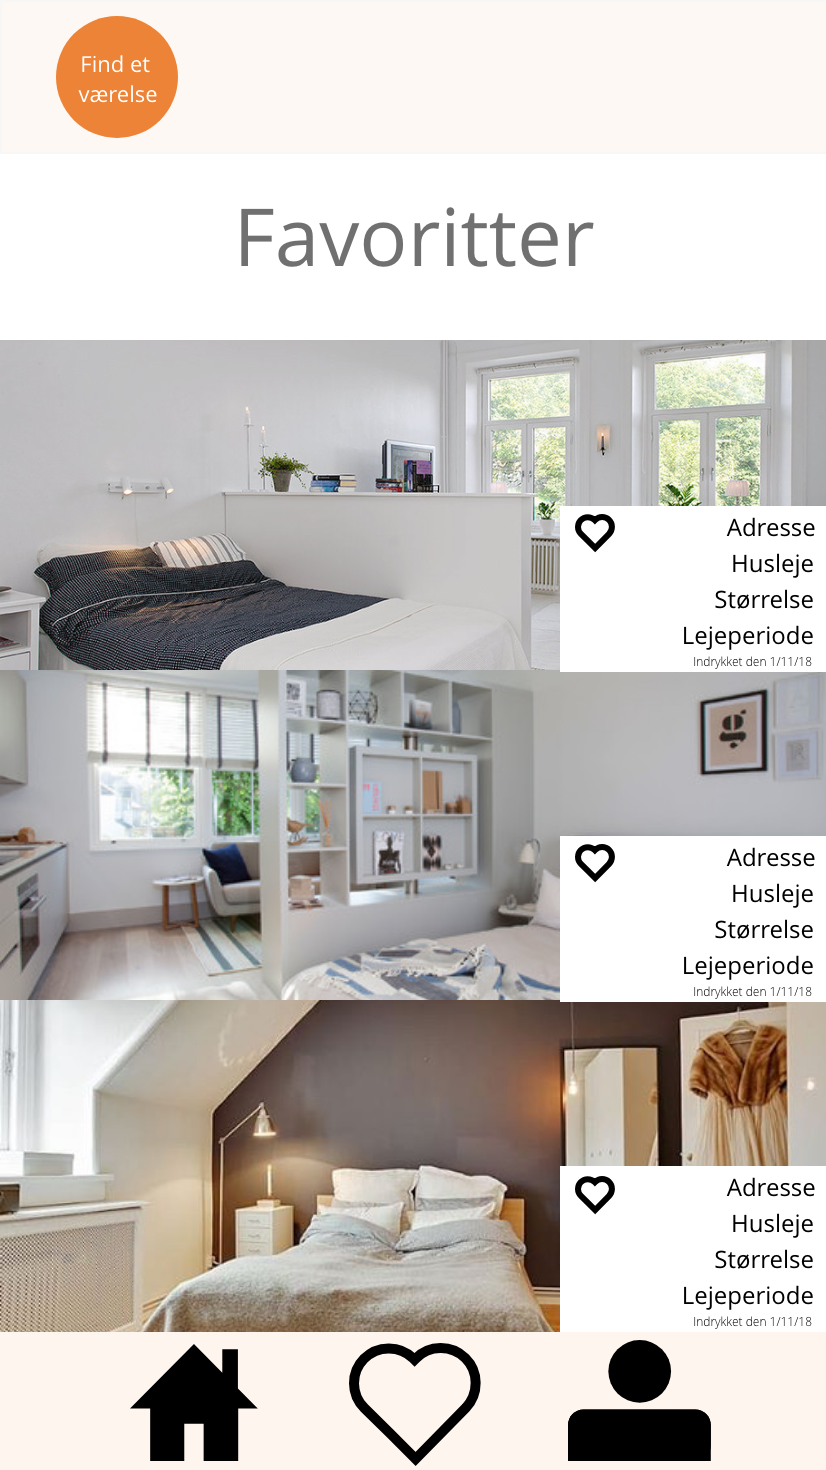 Find et
værelse
Favoritter
Adresse
Husleje
Størrelse
Lejeperiode
Indrykket den 1/11/18
Adresse
Husleje
Størrelse
Lejeperiode
Indrykket den 1/11/18
Adresse
Husleje
Størrelse
Lejeperiode
Indrykket den 1/11/18